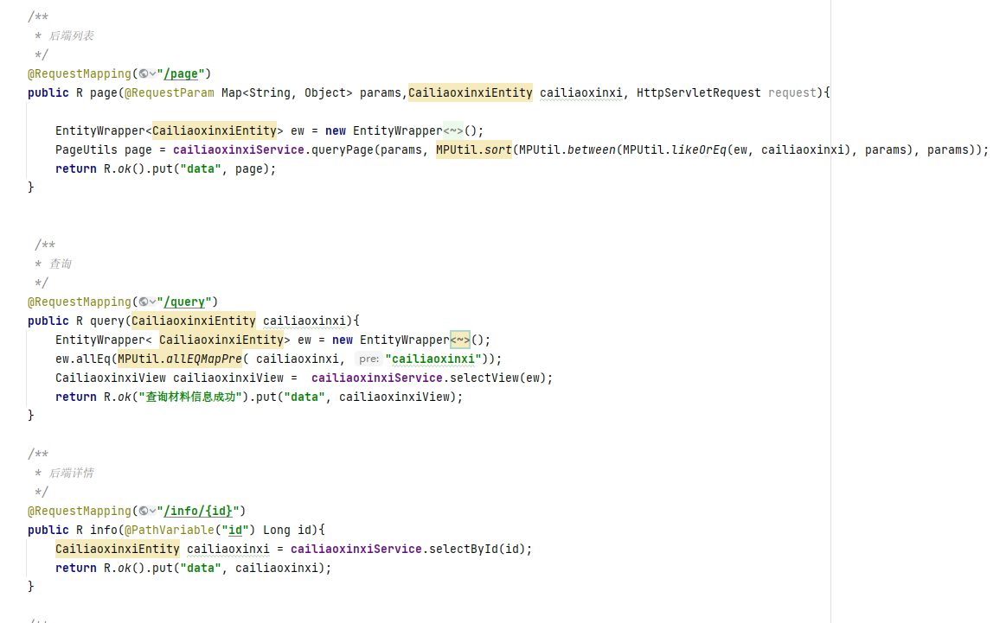 /**
 * 后端列表
 */
@RequestMapping("/page")
public R page(@RequestParam Map<String, Object> params,CailiaoxinxiEntity cailiaoxinxi, HttpServletRequest request){
    EntityWrapper<CailiaoxinxiEntity> ew = new EntityWrapper<~>();
    PageUtils page = cailiaoxinxiService.queryPage(params, MPUtil.sort(MPUtil.between(MPUtil.likeOrEq(ew, cailiaoxinxi), params), params));
    return R.ok().put("data", page);
}
 /**
 * 查询
 */
@RequestMapping("/query")
public R query(CailiaoxinxiEntity cailiaoxinxi){
    EntityWrapper< CailiaoxinxiEntity> ew = new EntityWrapper<~>();
    ew.allEq(MPUtil.allEQMapPre( cailiaoxinxi, pre: "cailiaoxinxi"));
    CailiaoxinxiView cailiaoxinxiView =  cailiaoxinxiService.selectView(ew);
    return R.ok("查询材料信息成功").put("data", cailiaoxinxiView);
}
/**
 * 后端详情
 */
@RequestMapping("/info/{id}")
public R info(@PathVariable("id") Long id){
    CailiaoxinxiEntity cailiaoxinxi = cailiaoxinxiService.selectById(id);
    return R.ok().put("data", cailiaoxinxi);
}